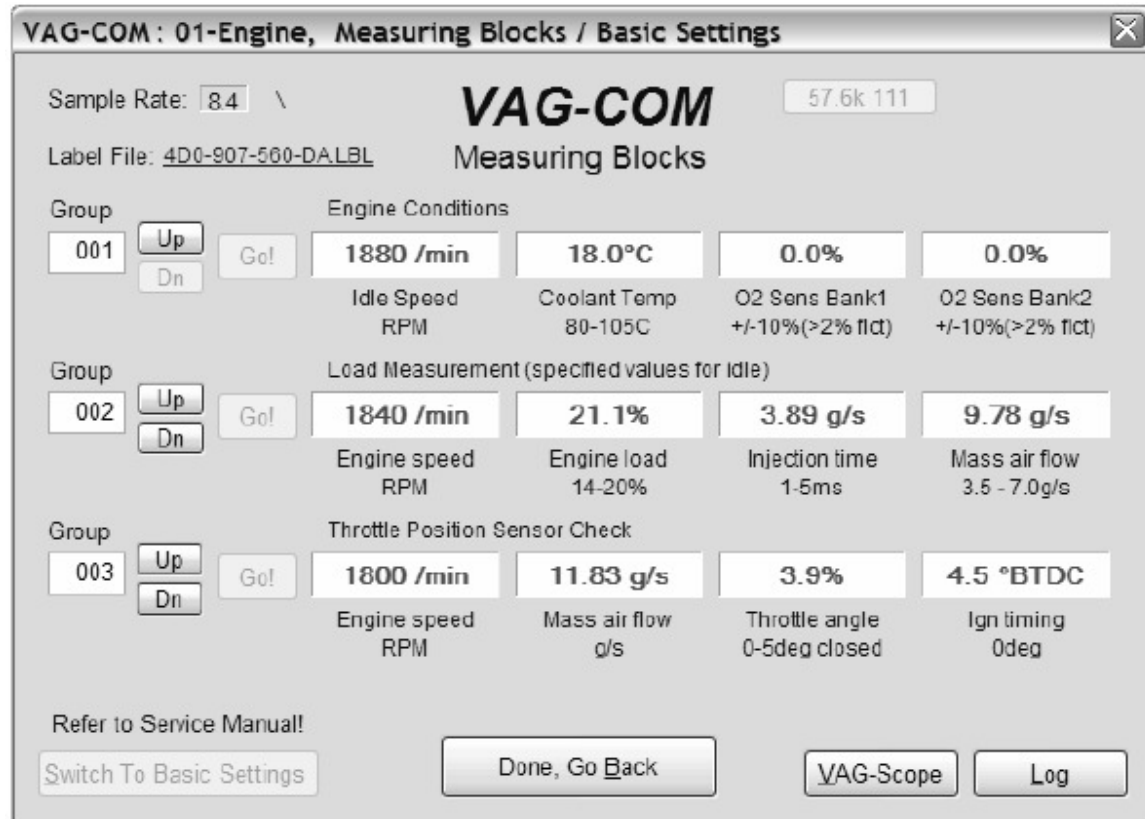 VAG-COM: 01-Engine, Measuring Blocks / Basic Settings
Sample Rate: 8.4 \
VAG-COM
57.6k 111
Label File: 4D0-907-560-DA.LBL
Measuring Blocks
Group
Engine Conditions
001
Up
Dn
Go!
1880 /min
18.0°C
0.0%
0.0%
Idle Speed
Coolant Temp
O2 Sens Bank1
O2 Sens Bank2
RPM
80-105C
+/-10%(>2% flct)
+/-10%(>2% flct)
Group
Load Measurement (specified values for idle)
002
Up
Dn
Go!
1840 /min
21.1%
3.89 g/s
9.78 g/s
Engine speed
Engine load
Injection time
Mass air flow
RPM
14-20%
1-5ms
3.5 - 7.0g/s
Group
Throttle Position Sensor Check
003
Up
Dn
Go!
1800 /min
11.83 g/s
3.9%
4.5 °BTDC
Engine speed
Mass air flow
Throttle angle
Ign timing
RPM
g/s
0-5deg closed
0deg
Refer to Service Manual!
Switch To Basic Settings
Done, Go Back
VAG-Scope
Log